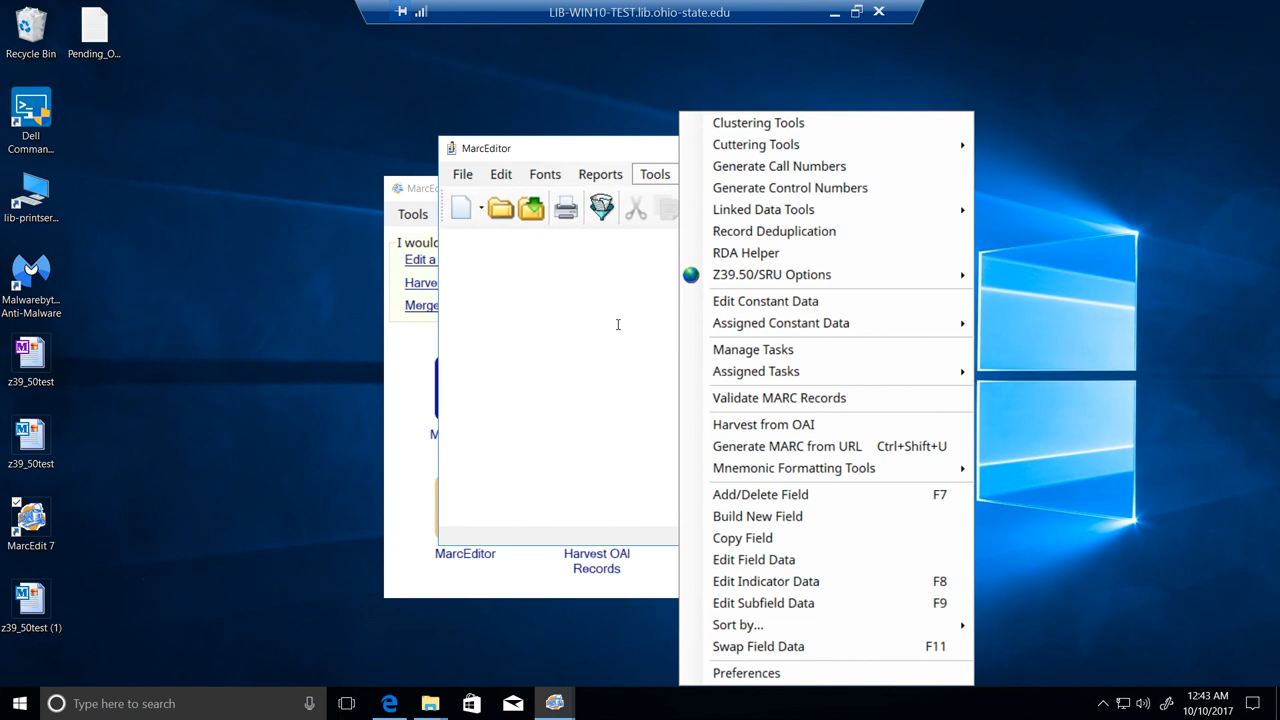 LIB-WIN10-TEST.lib.ohio-state.edu
Recycle Bin
Pending_O...
Dell
Comman...
lib-printser...
Malwarebyt...
Anti-Malware
z39_50test
z39_50test
MarcEdit 7
z39_50test (1)
Tools
I would
Edit a
Harve
Merge
MarcEditor
Harvest OAI
Records
MarcEditor
File
Edit
Fonts
Reports
Tools
Clustering Tools
Cuttering Tools
Generate Call Numbers
Generate Control Numbers
Linked Data Tools
Record Deduplication
RDA Helper
Z39.50/SRU Options
Edit Constant Data
Assigned Constant Data
Manage Tasks
Assigned Tasks
Validate MARC Records
Harvest from OAI
Generate MARC from URL Ctrl+Shift+U
Mnemonic Formatting Tools
Add/Delete Field F7
Build New Field
Copy Field
Edit Field Data
Edit Indicator Data F8
Edit Subfield Data F9
Sort by...
Swap Field Data F11
Preferences
Type here to search
12:43 AM
10/10/2017